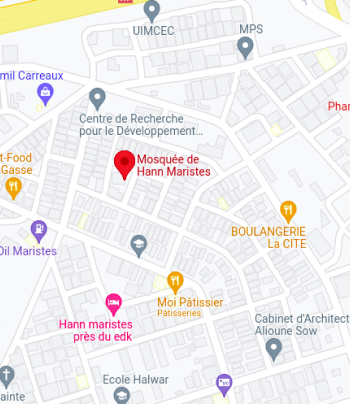 UIMCEC
MPS
mil Carreaux
Centre de Recherche
pour le Développement...
Phar
Mosquée de
Hann Maristes
t-Food
Gasse
BOULANGERIE
La CITE
Oil Maristes
Moi Pâtissier
Pâtisseries
Hann maristes
près du edk
Cabinet d'Architect
Alioune Sow
Ecole Halwar
ainte